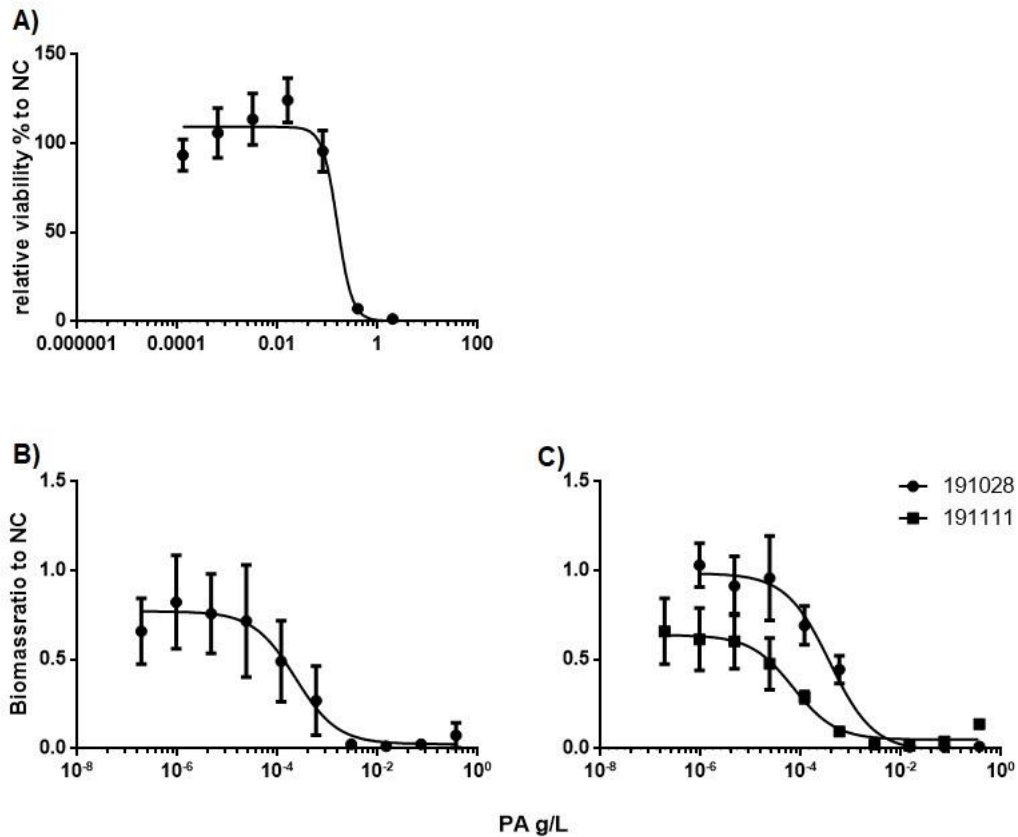 A)
relative viability % to NC
150
100
50
0
0.000001 0.0001 0.01 1 100
B)
Biomassratio to NC
1.5
1.0
0.5
0.0
10-8 10-6 10-4 10-2 100
C)
1.5
1.0
0.5
0.0
10-8 10-6 10-4 10-2 100
191028
191111
PA g/L